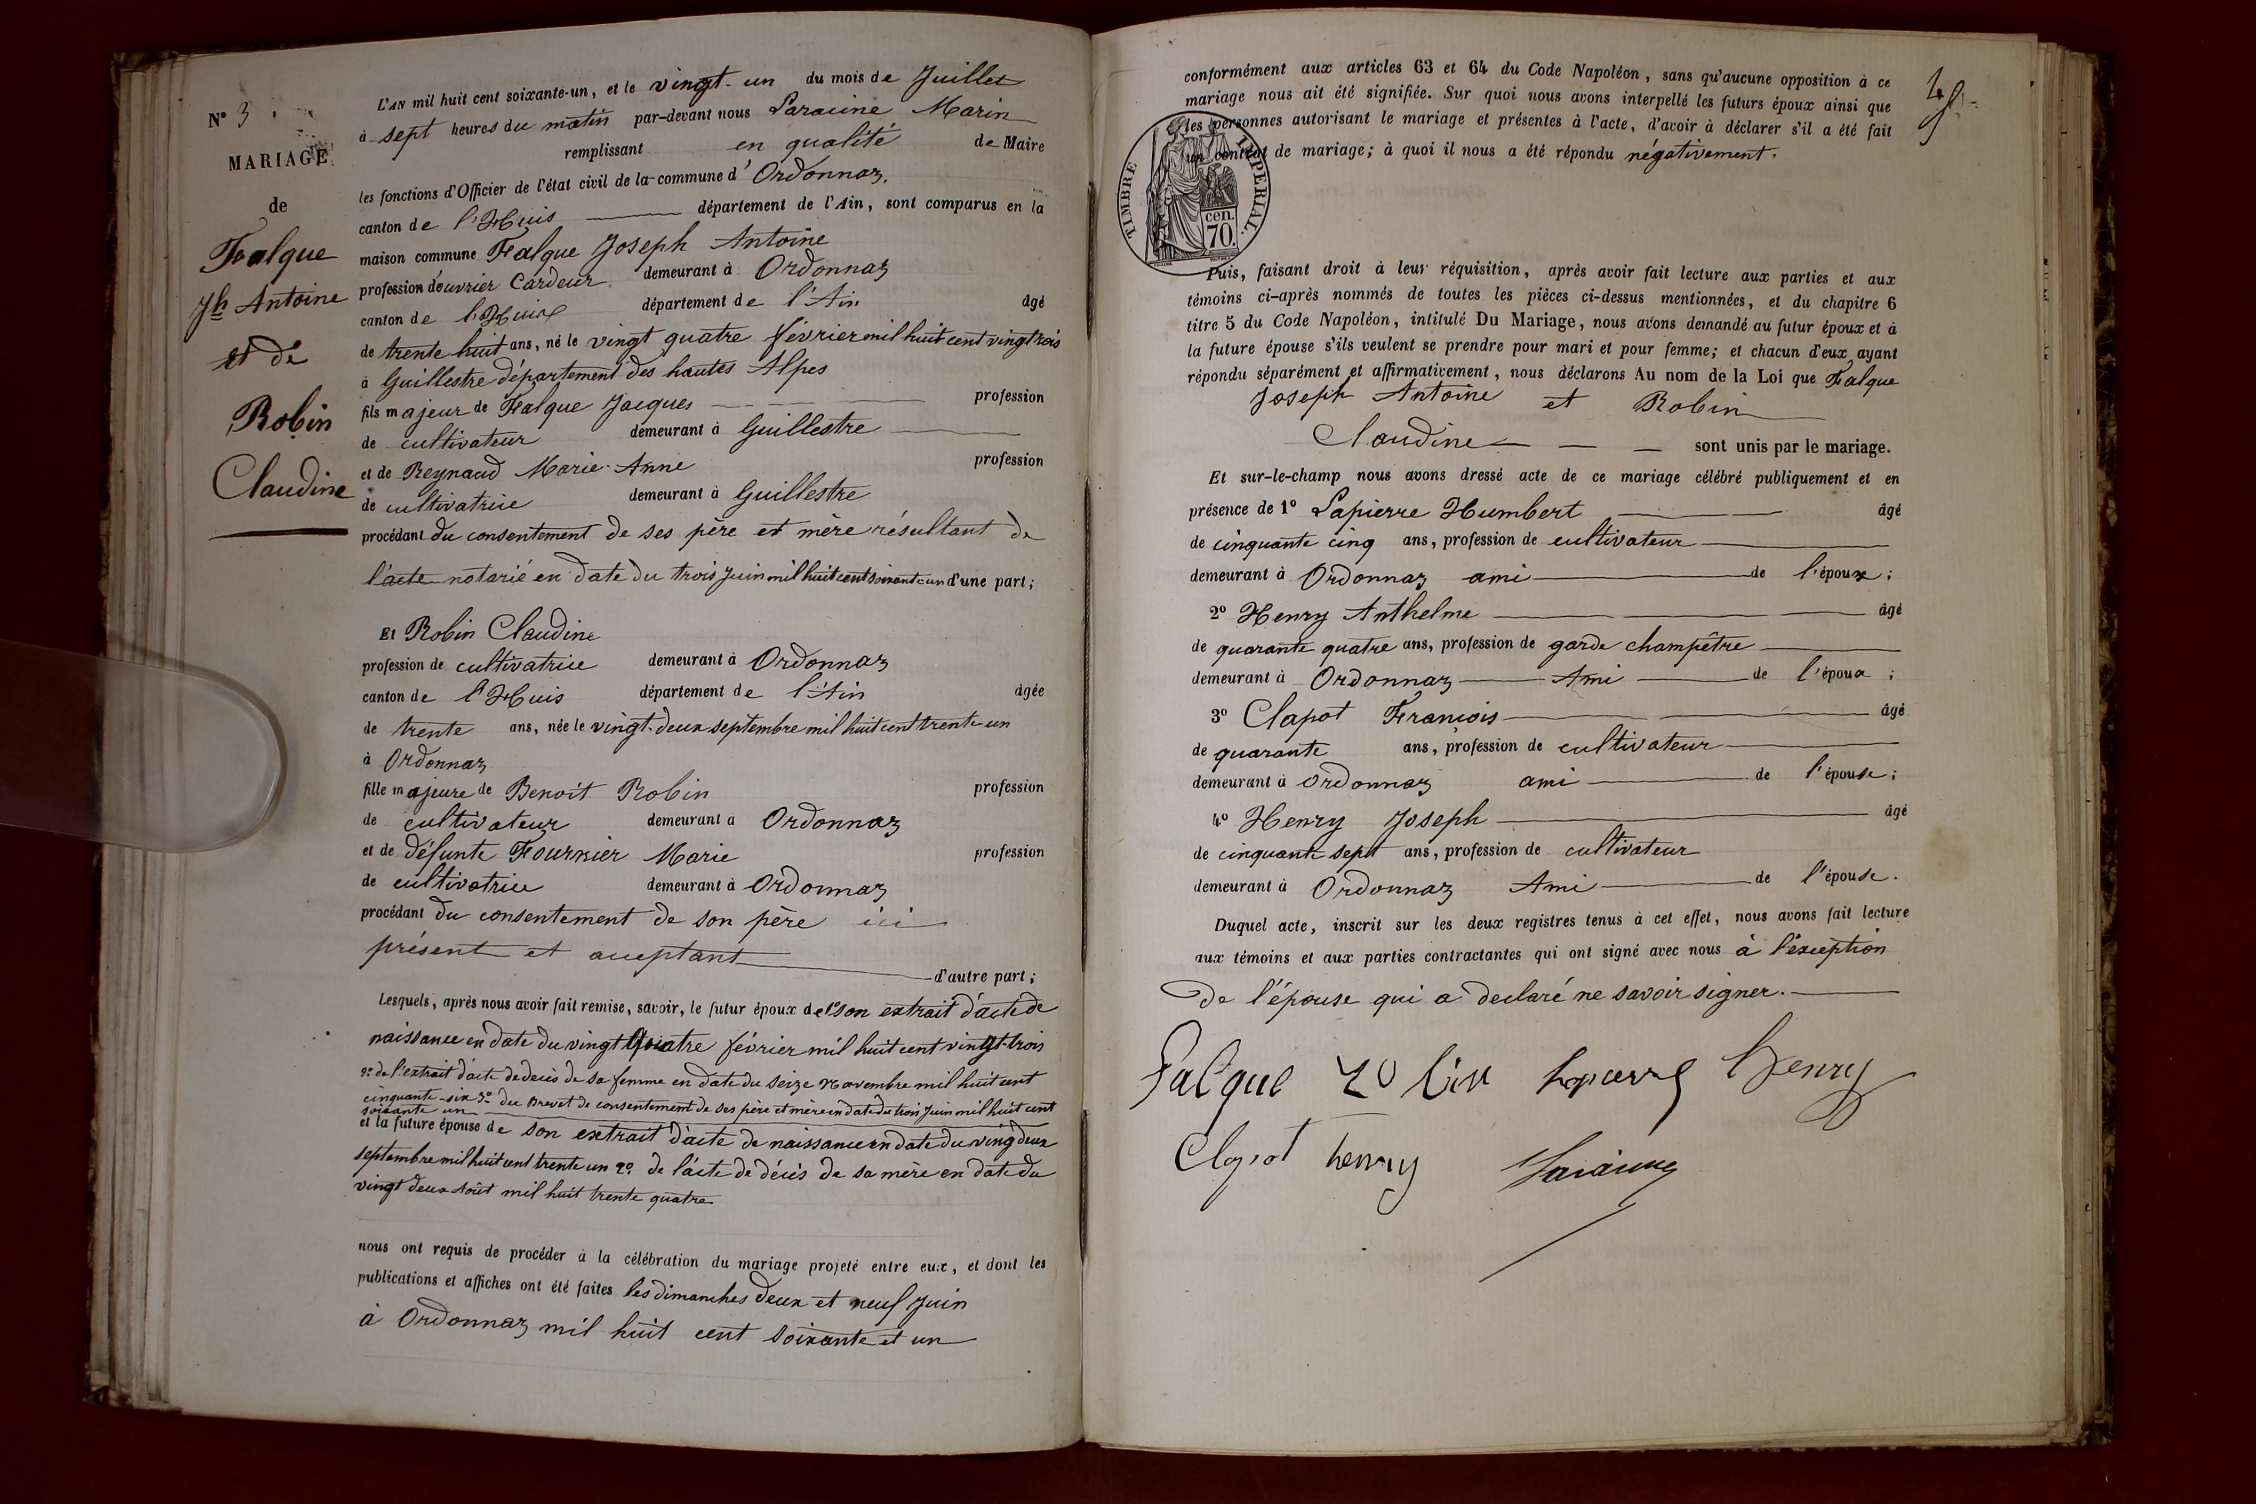 N° 3
MARIAGE
de
Falque
Jh Antoine
et de
Robin
Claudine
L'AN mil huit cent soixante-un, et le vingt-un du mois de Juillet
à sept heures du matin par-devant nous Saraune Marin
remplissant en qualité de Maire
les fonctions d'Officier de l'état civil de la commune d'Ordonnaz,
canton de l'Huis département de l'Ain, sont comparus en la
maison commune Falque Joseph Antoine
profession d'ouvrier Cardeur demeurant à Ordonnaz
canton de l'Huis département de l'Ain âgé
de trente huit ans, né le vingt quatre février mil huit cent vingt trois
à Guillestre département des hautes Alpes
fils majeur de Falque Jacques profession
de cultivateur demeurant à Guillestre
et de Reynaud Marie-Anne profession
de cultivatrice demeurant à Guillestre
procédant du consentement de ses père et mère résultant de
l'acte notarié en date du trois Juin mil huit cent soixante un d'une part;
Et Robin Claudine
profession de cultivatrice demeurant à Ordonnaz
canton de l'Huis département de l'Ain âgée
de trente ans, née le vingt-deux septembre mil huit cent trente un
à Ordonnaz
fille majeure de Benoit Robin profession
de cultivateur demeurant à Ordonnaz
et de défunte Fournier Marie profession
de cultivatrice demeurant à Ordonnaz
procédant du consentement de son père ici
présent et acceptant
d'autre part;
Lesquels, après nous avoir fait remise, savoir, le futur époux de 1° son extrait d'acte de
naissance en date du vingt quatre février mil huit cent vingt-trois
2° de l'extrait d'acte de decès de sa femme en date du seize Novembre mil huit cent
cinquante-six 3° du Brevet de consentement de ses père et mère en date du trois Juin mil huit cent
soixante un
et la future épouse de son extrait d'acte de naissance en date du vingt deux
septembre mil huit cent trente un 2° de l'acte de décès de sa mère en date du
vingt deux Août mil huit trente quatre
nous ont requis de procéder à la célébration du mariage projeté entre eux, et dont les
publications et affiches ont été faites les dimanches deux et neuf Juin
à Ordonnaz mil huit cent soixante et un
conformément aux articles 63 et 64 du Code Napoléon, sans qu'aucune opposition à ce
mariage nous ait été signifiée. Sur quoi nous avons interpellé les futurs époux ainsi que
les personnes autorisant le mariage et présentes à l'acte, d'avoir à déclarer s'il a été fait
un contrat de mariage; à quoi il nous a été répondu négativement.
TIMBRE IMPERIAL.
cen.
70.
Puis, faisant droit à leur réquisition, après avoir fait lecture aux parties et aux
témoins ci-après nommés de toutes les pièces ci-dessus mentionnées, et du chapitre 6
titre 5 du Code Napoléon, intitulé Du Mariage, nous avons demandé au futur époux et à
la future épouse s'ils veulent se prendre pour mari et pour femme; et chacun d'eux ayant
répondu séparément et affirmativement, nous déclarons Au nom de la Loi que Falque
Joseph Antoine et Robin
Claudine sont unis par le mariage.
Et sur-le-champ nous avons dressé acte de ce mariage célébré publiquement et en
présence de 1° Lapierre Humbert âgé
de cinquante cinq ans, profession de cultivateur
demeurant à Ordonnaz ami de l'époux;
2° Henry Anthelme âgé
de quarante quatre ans, profession de garde champêtre
demeurant à Ordonnaz Ami de l'époux;
3° Clapot François âgé
de quarante ans, profession de cultivateur
demeurant à Ordonnaz ami de l'épouse;
4° Henry Joseph âgé
de cinquante sept ans, profession de cultivateur
demeurant à Ordonnaz Ami de l'épouse.
Duquel acte, inscrit sur les deux registres tenus à cet effet, nous avons fait lecture
aux témoins et aux parties contractantes qui ont signé avec nous à l'exception
de l'épouse qui a declaré ne savoir signer.
Falque Lapierre henry
Clapot henry